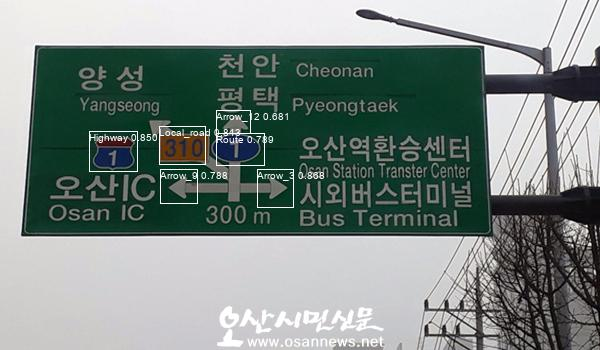 천안 Cheonan
양성
평택 Pyeongtaek
Yangseong
Arrow_12 0.681
Highway 0.850
Local_road 0.813
Route 0.789
1
310
1
오산역환승센터
Osan Station Transfer Center
Arrow_9 0.788
Arrow_3 0.868
오산IC
시외버스터미널
Osan IC
300 m
Bus Terminal
오산시민신문
www.osannews.net